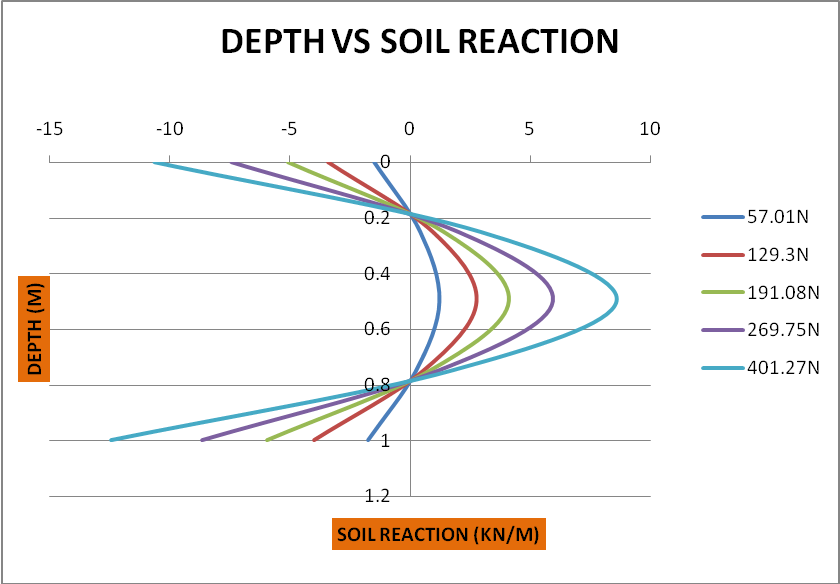 DEPTH VS SOIL REACTION
-15 -10 -5 0 5 10
0
0.2
0.4
0.6
0.8
1
1.2
DEPTH (M)
SOIL REACTION (KN/M)
57.01N
129.3N
191.08N
269.75N
401.27N